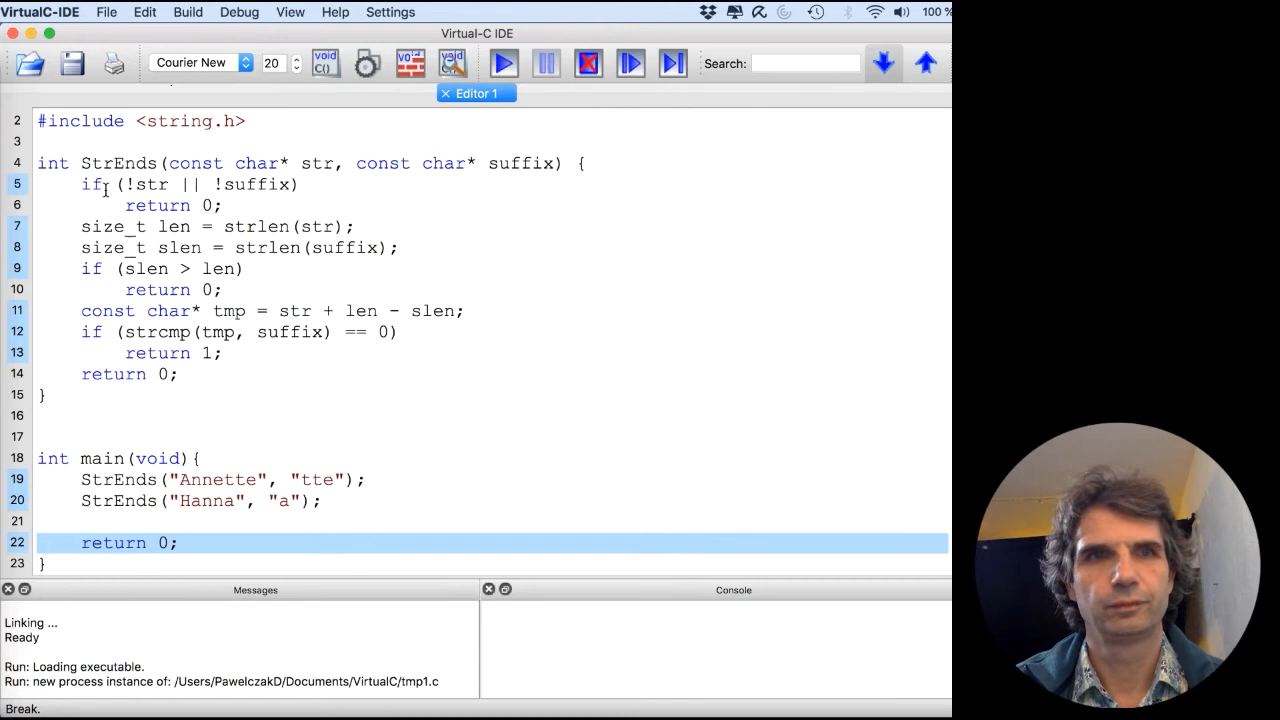 VirtualC-IDE File Edit Build Debug View Help Settings 100 %
Virtual-C IDE
Courier New 20 void C() void void Search:
Editor 1
2 #include <string.h>
3
4 int StrEnds(const char* str, const char* suffix) {
5 if (!str || !suffix)
6 return 0;
7 size_t len = strlen(str);
8 size_t slen = strlen(suffix);
9 if (slen > len)
10 return 0;
11 const char* tmp = str + len - slen;
12 if (strcmp(tmp, suffix) == 0)
13 return 1;
14 return 0;
15 }
16
17
18 int main(void){
19 StrEnds("Annette", "tte");
20 StrEnds("Hanna", "a");
21
22 return 0;
23 }
Messages Console
Linking ...
Ready
Run: Loading executable.
Run: new process instance of: /Users/PawelczakD/Documents/VirtualC/tmp1.c
Break.